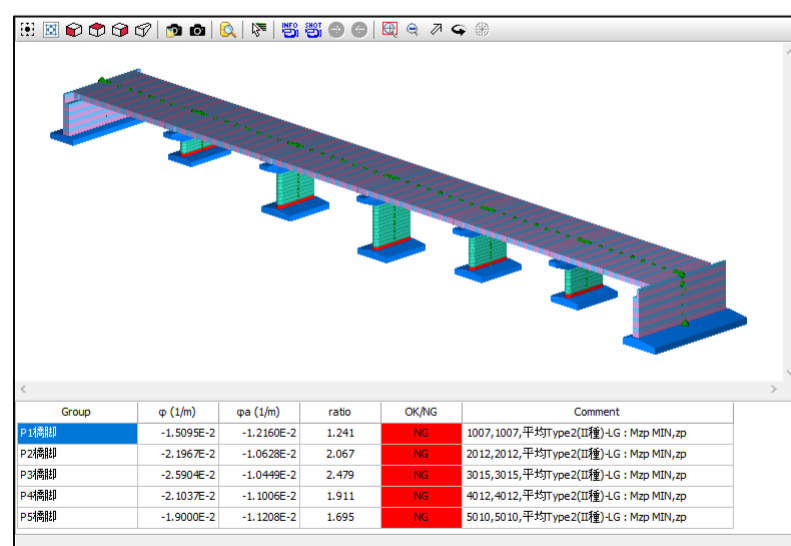 INFO SHOT
Group φ (1/m) φa (1/m) ratio OK/NG Comment
P1橋脚 -1.5095E-2 -1.2160E-2 1.241 NG 1007,1007,平均Type2(II種)-LG : Mzp MIN,zp
P2橋脚 -2.1967E-2 -1.0628E-2 2.067 NG 2012,2012,平均Type2(II種)-LG : Mzp MIN,zp
P3橋脚 -2.5904E-2 -1.0449E-2 2.479 NG 3015,3015,平均Type2(II種)-LG : Mzp MIN,zp
P4橋脚 -2.1037E-2 -1.1006E-2 1.911 NG 4012,4012,平均Type2(II種)-LG : Mzp MIN,zp
P5橋脚 -1.9000E-2 -1.1208E-2 1.695 NG 5010,5010,平均Type2(II種)-LG : Mzp MIN,zp